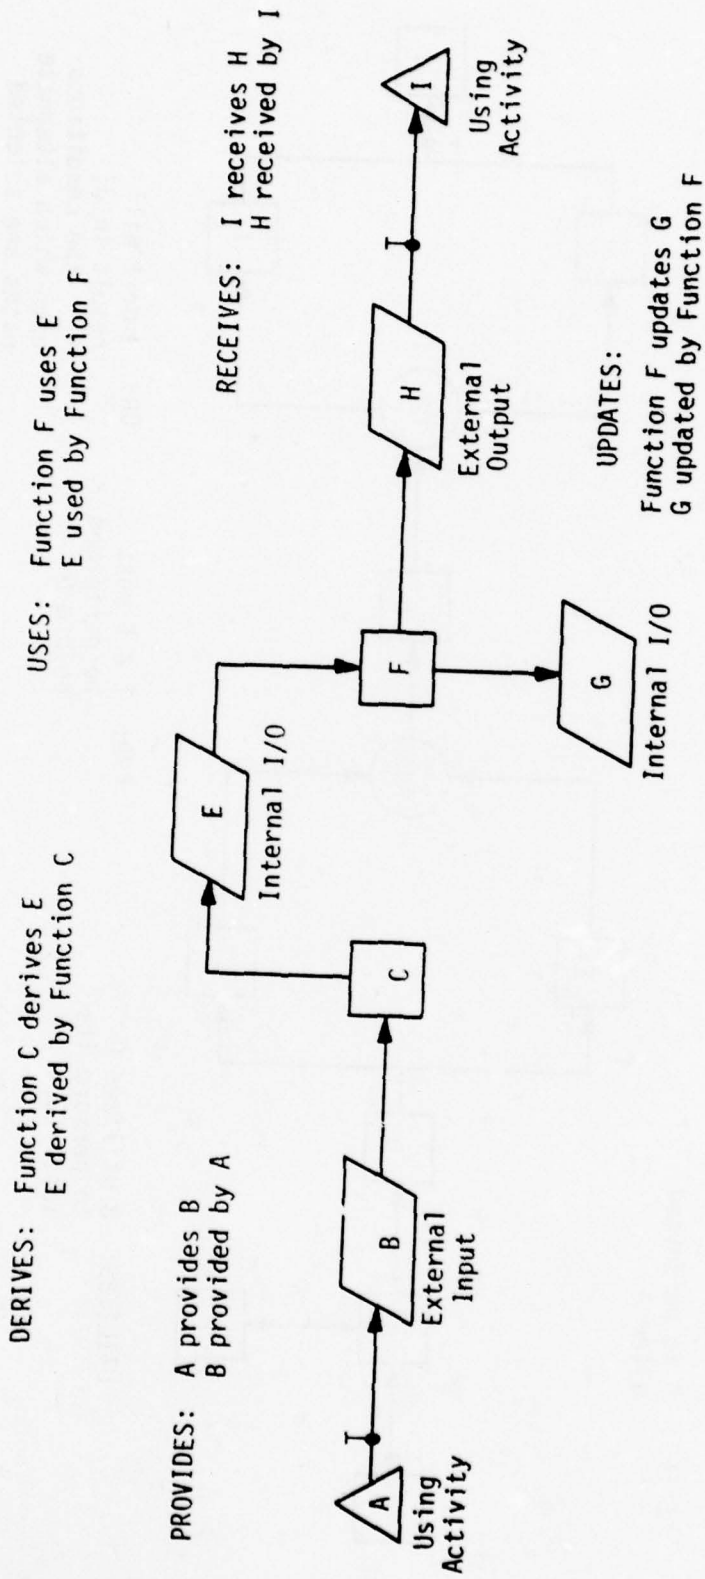 DERIVES: Function C derives E
E derived by Function C
USES: Function F uses E
E used by Function F
PROVIDES: A provides B
B provided by A
RECEIVES: I receives H
H received by I
A
Using
Activity
B
External
Input
C
E
Internal I/O
F
G
Internal I/O
H
External
Output
I
Using
Activity
UPDATES:
Function F updates G
G updated by Function F